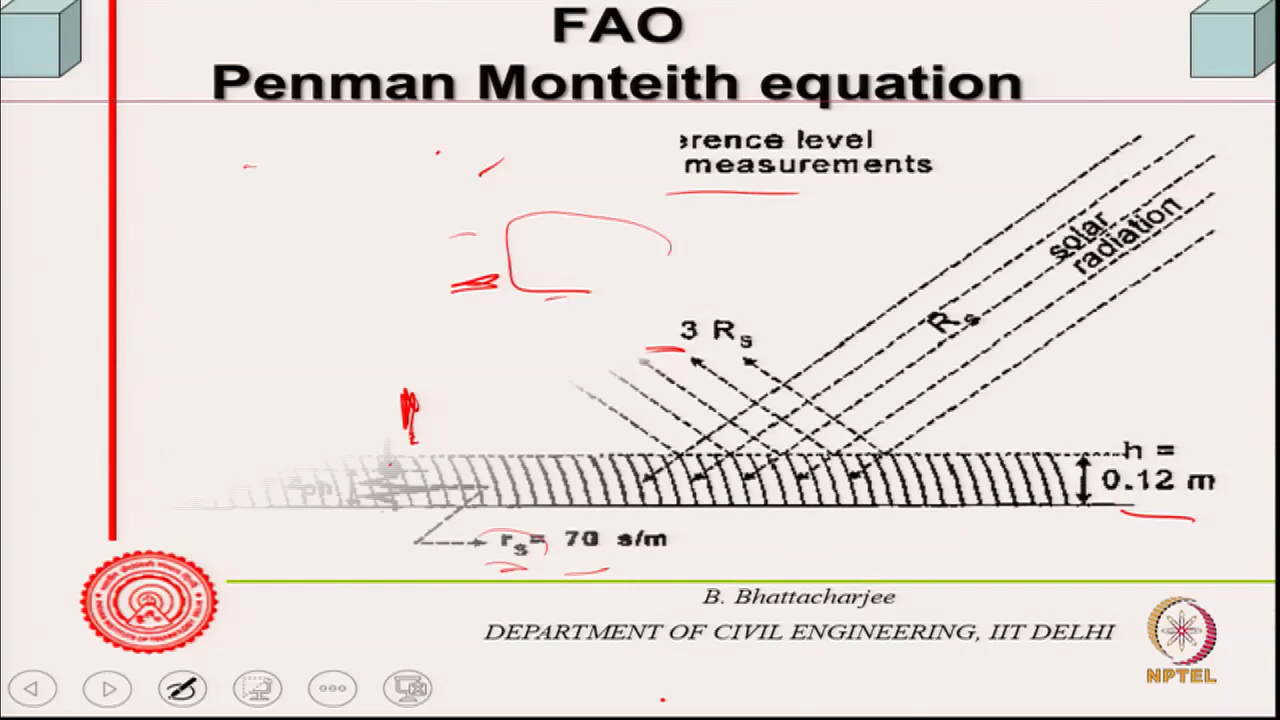 FAO
Penman Monteith equation
erence level
measurements
solar
radiation
Rs
3 Rs
h =
0.12 m
rs= 70 s/m
B. Bhattacharjee
DEPARTMENT OF CIVIL ENGINEERING, IIT DELHI
NPTEL